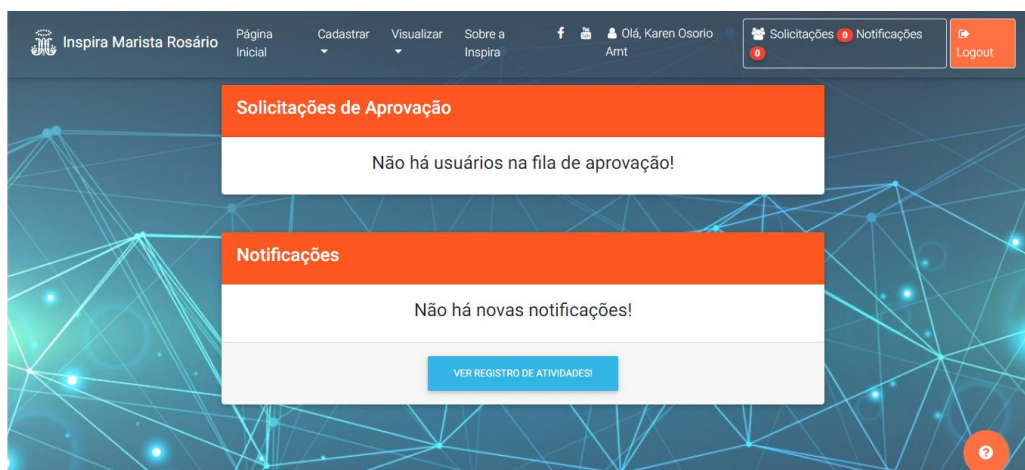 Inspira Marista Rosário
Página
Inicial
Cadastrar
Visualizar
Sobre a
Inspira
Olá, Karen Osorio
Arnt
Solicitações 0 Notificações
0
Logout
Solicitações de Aprovação
Não há usuários na fila de aprovação!
Notificações
Não há novas notificações!
VER REGISTRO DE ATIVIDADES!